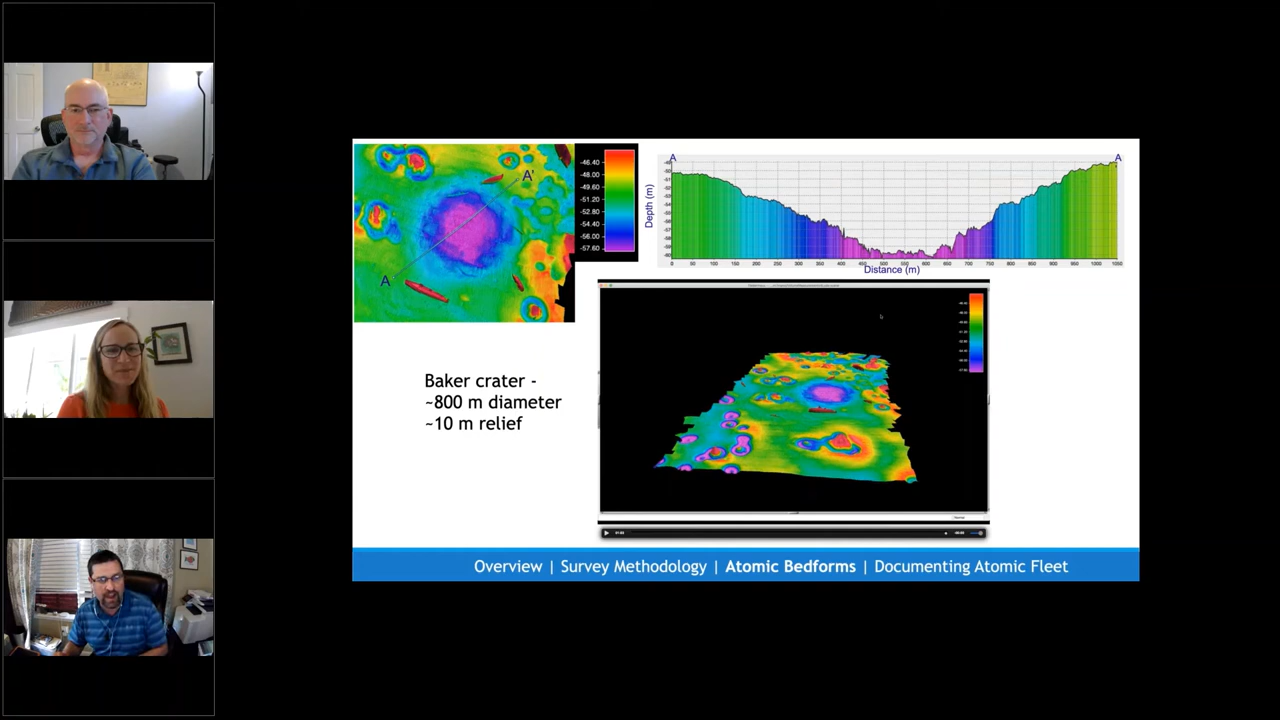 A'
A
-46.40
-48.00
-49.60
-51.20
-52.80
-54.40
-56.00
-57.60
A
A'
Depth (m)
0 50 100 150 200 250 300 350 400 450 500 550 600 650 700 750 800 850 900 950 1000 1050
Distance (m)
Baker crater -
~800 m diameter
~10 m relief
Overview | Survey Methodology | Atomic Bedforms | Documenting Atomic Fleet